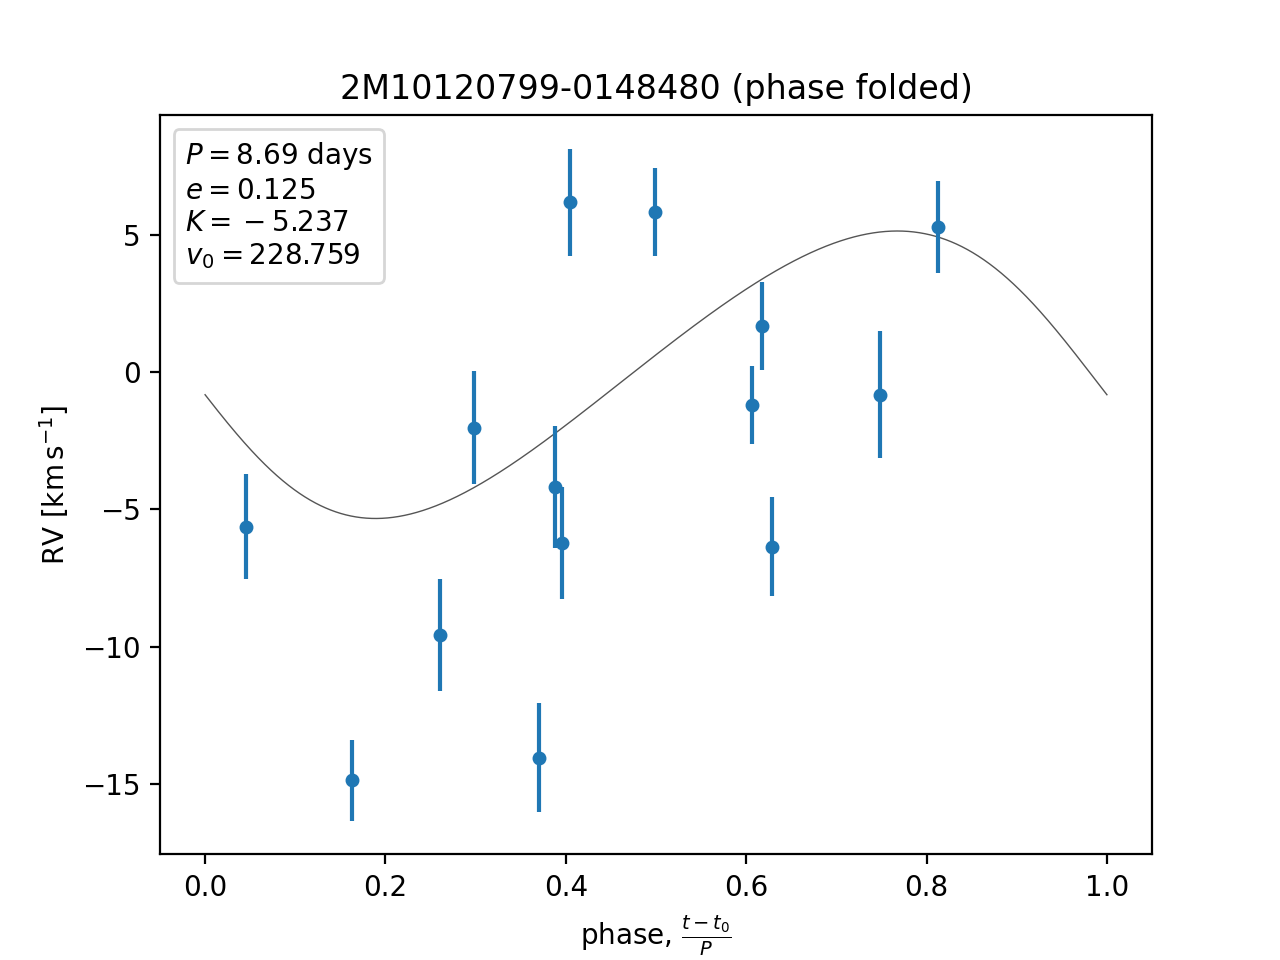 2M10120799-0148480 (phase folded)
P = 8.69 days
e = 0.125
K = −5.237
v₀ = 228.759
5
0
−5
−10
−15
RV [km s⁻¹]
0.0 0.2 0.4 0.6 0.8 1.0
phase, (t − t₀)/P